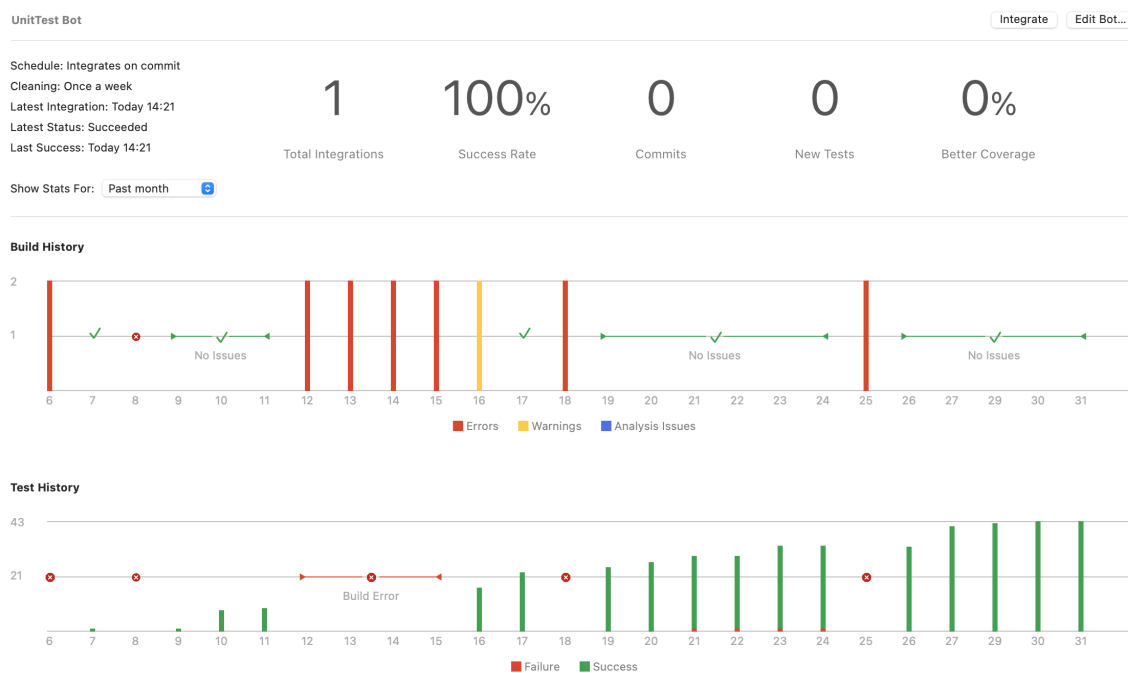 UnitTest Bot
Integrate
Edit Bot...
Schedule: Integrates on commit
Cleaning: Once a week
Latest Integration: Today 14:21
Latest Status: Succeeded
Last Success: Today 14:21
1
100%
0
0
0%
Total Integrations
Success Rate
Commits
New Tests
Better Coverage
Show Stats For:
Past month
Build History
2
1
No Issues
No Issues
No Issues
6 7 8 9 10 11 12 13 14 15 16 17 18 19 20 21 22 23 24 25 26 27 29 30 31
Errors
Warnings
Analysis Issues
Test History
43
21
Build Error
6 7 8 9 10 11 12 13 14 15 16 17 18 19 20 21 22 23 24 25 26 27 29 30 31
Failure
Success